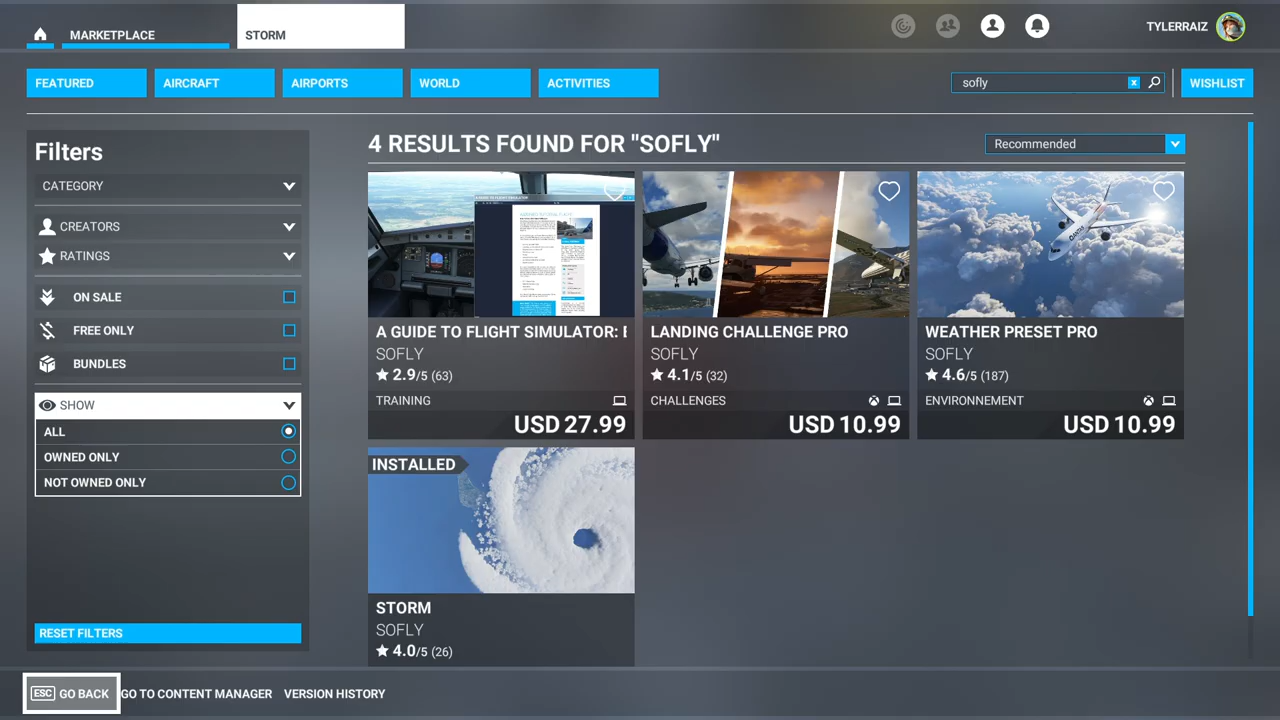 MARKETPLACE
STORM
TYLERRAIZ
FEATURED
AIRCRAFT
AIRPORTS
WORLD
ACTIVITIES
sofly
WISHLIST
Filters
CATEGORY
CREATORS
RATINGS
ON SALE
FREE ONLY
BUNDLES
SHOW
ALL
OWNED ONLY
NOT OWNED ONLY
RESET FILTERS
4 RESULTS FOUND FOR "SOFLY"
Recommended
A GUIDE TO FLIGHT SIMULATOR:
SOFLY
2.9/5 (63)
TRAINING
USD 27.99
LANDING CHALLENGE PRO
SOFLY
4.1/5 (32)
CHALLENGES
USD 10.99
WEATHER PRESET PRO
SOFLY
4.6/5 (187)
ENVIRONNEMENT
USD 10.99
INSTALLED
STORM
SOFLY
4.0/5 (26)
ESC GO BACK
GO TO CONTENT MANAGER
VERSION HISTORY